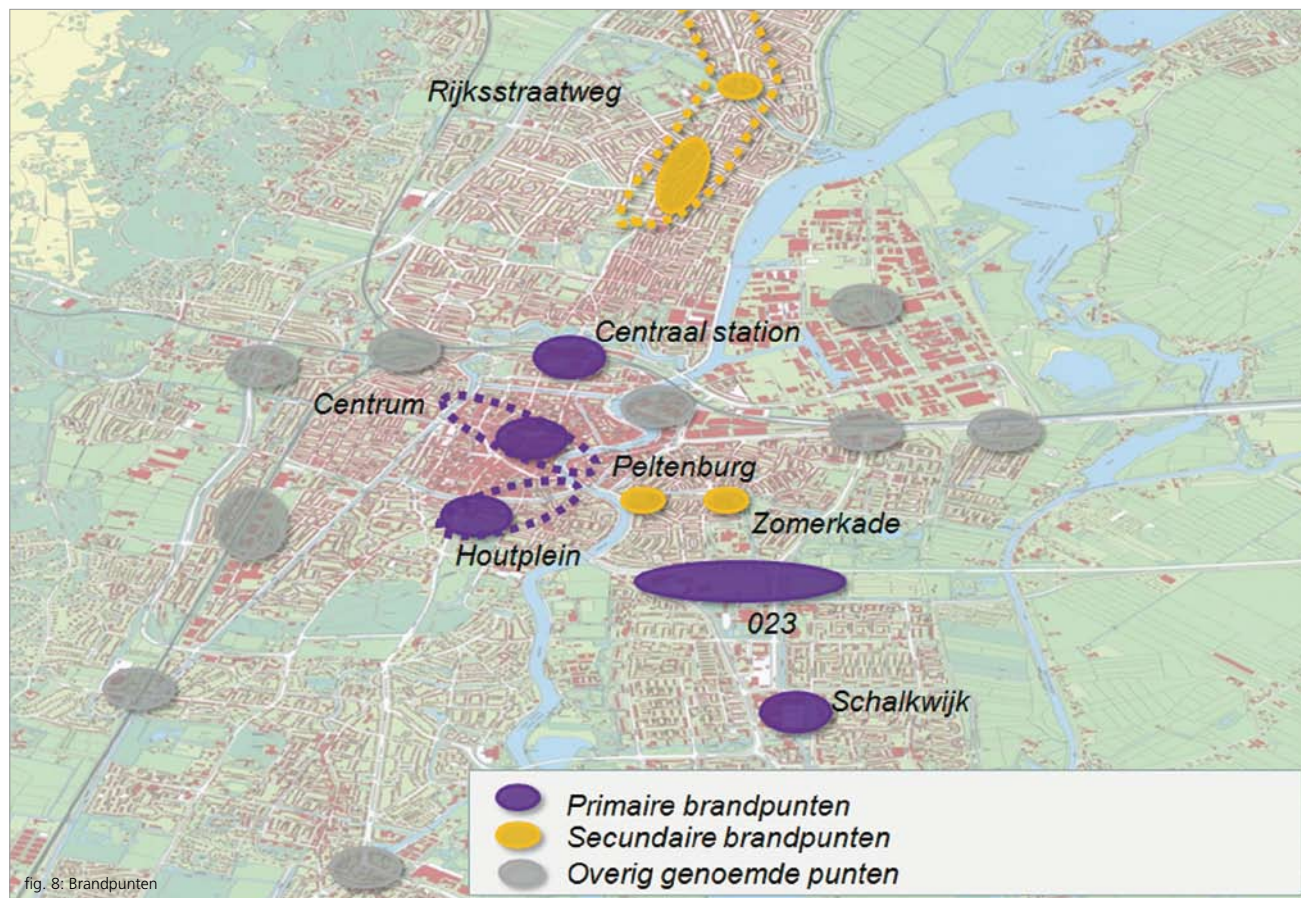 Rijksstraatweg
Centraal station
Centrum
Peltenburg
Zomerkade
Houtplein
023
Schalkwijk
Primaire brandpunten
Secundaire brandpunten
Overig genoemde punten
fig. 8: Brandpunten